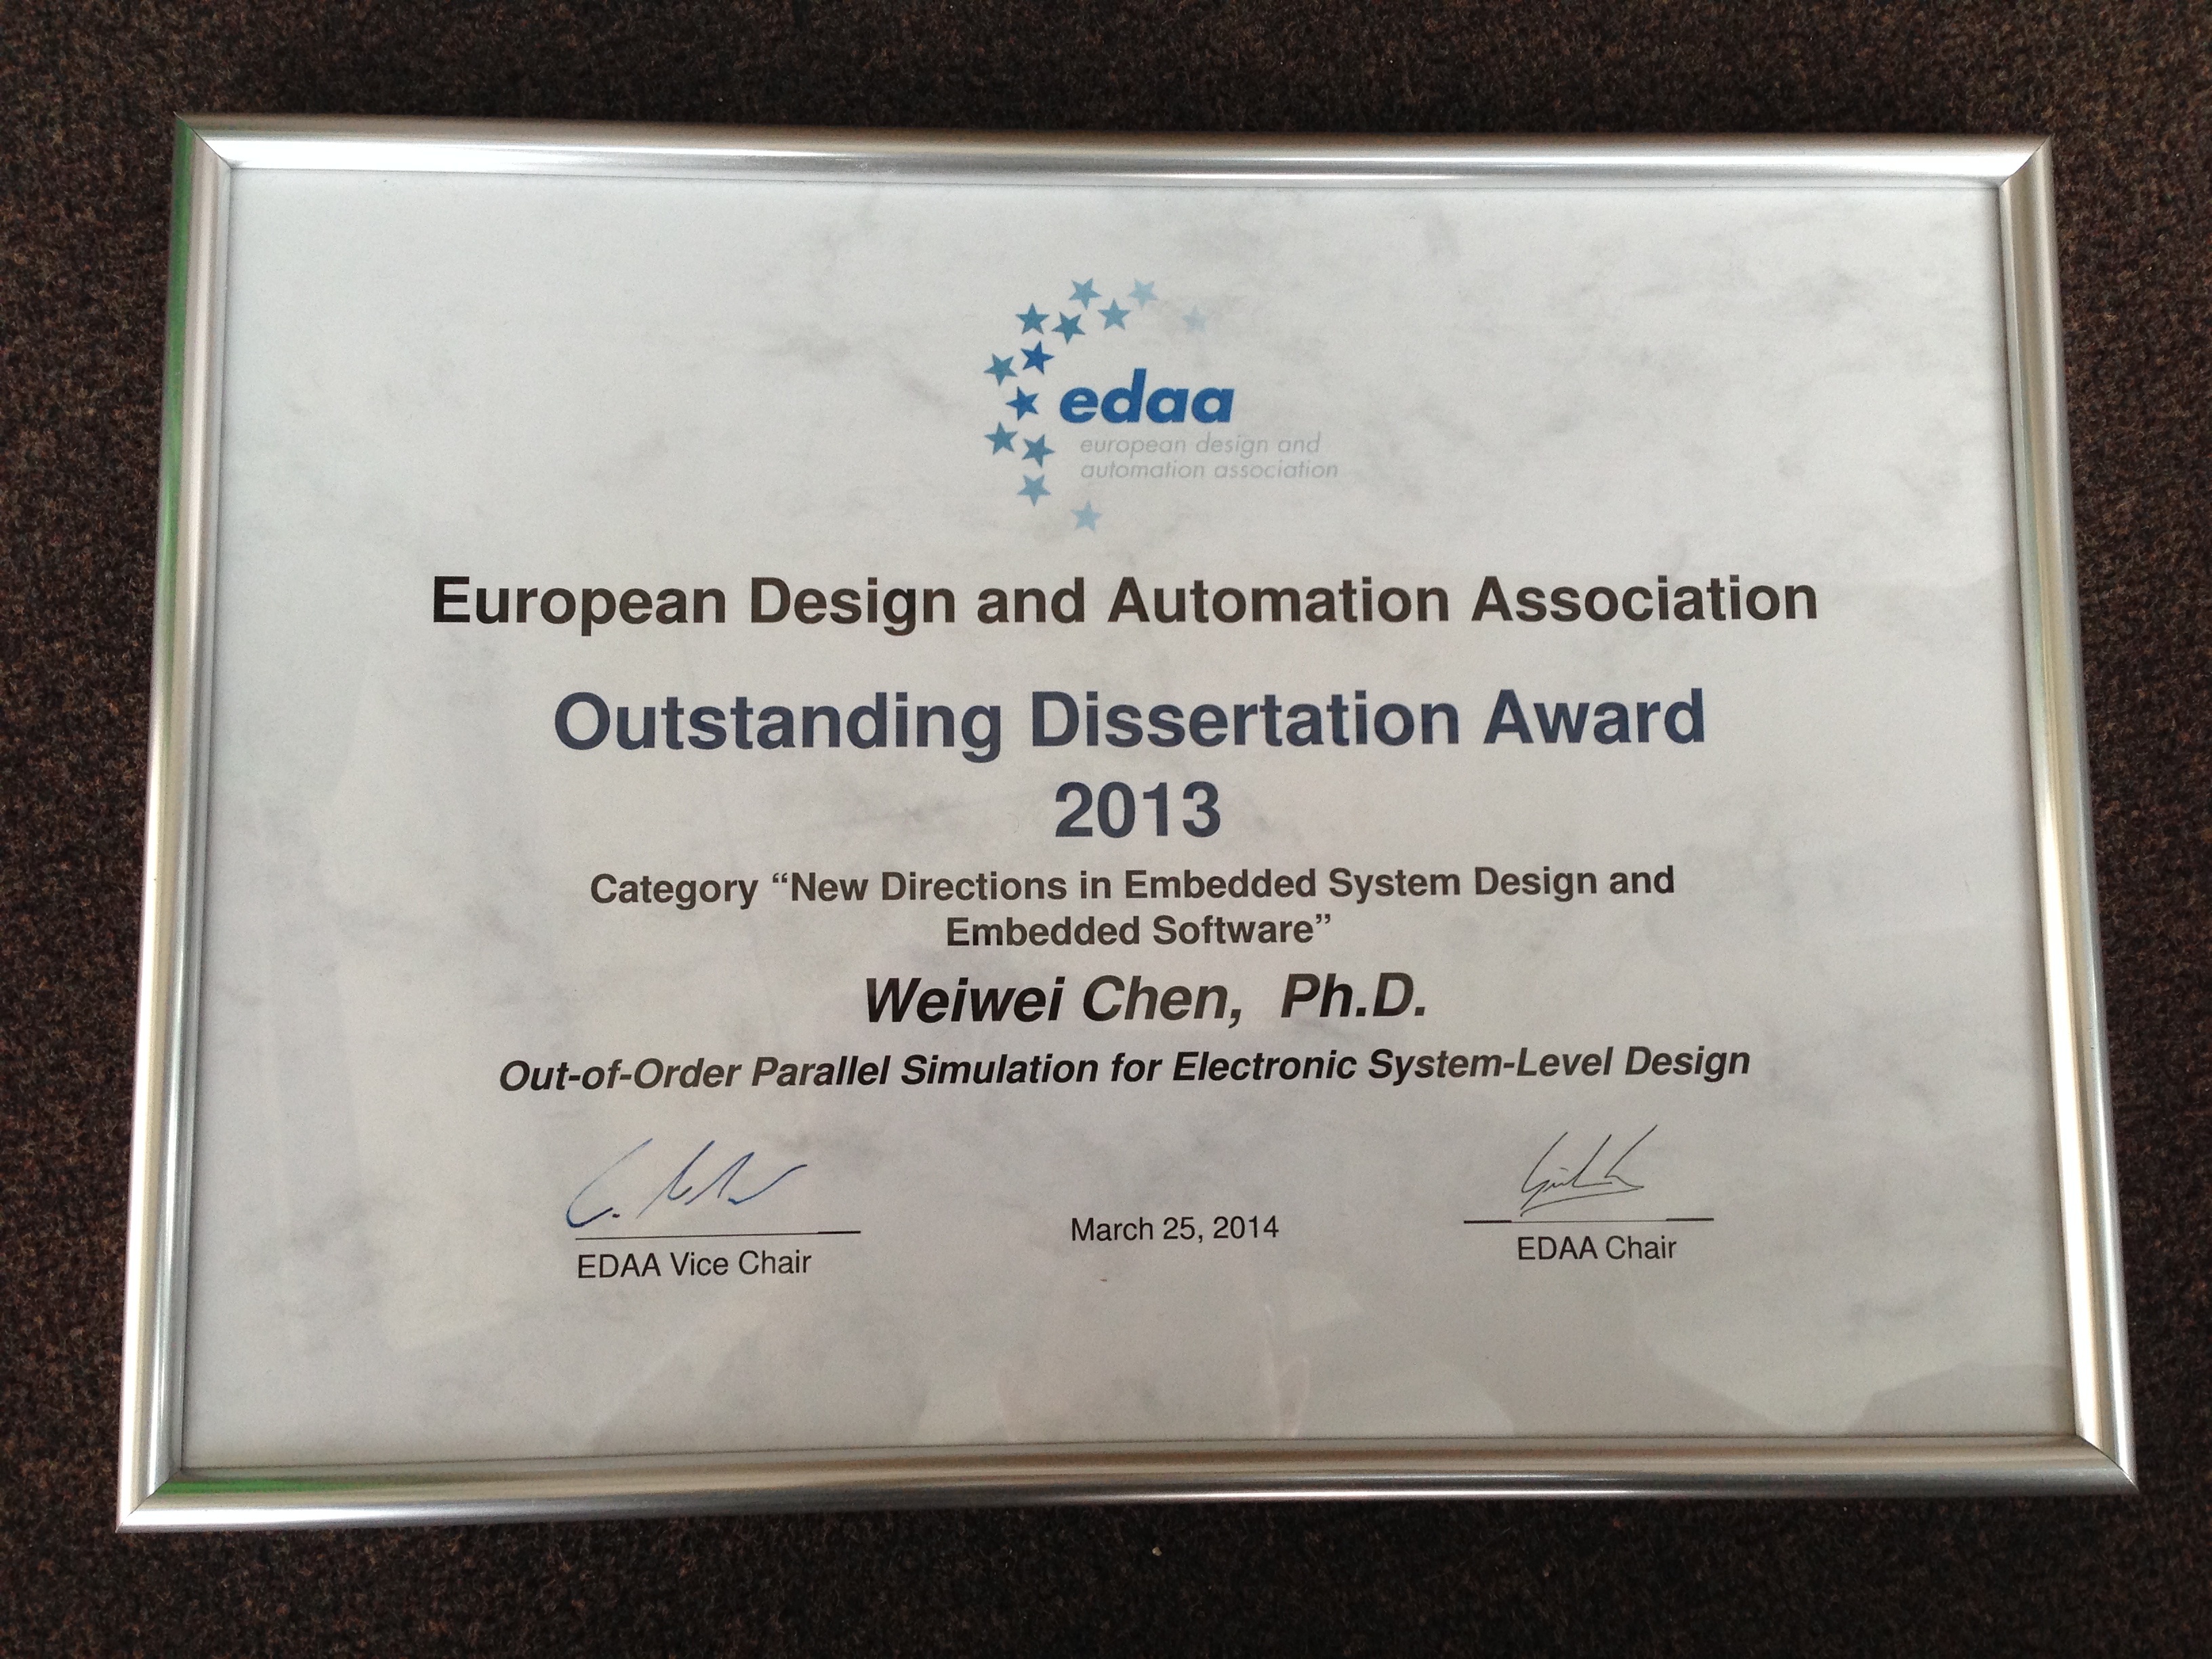 edaa
european design and
automation association
European Design and Automation Association
Outstanding Dissertation Award
2013
Category “New Directions in Embedded System Design and
Embedded Software”
Weiwei Chen, Ph.D.
Out-of-Order Parallel Simulation for Electronic System-Level Design
EDAA Vice Chair
March 25, 2014
EDAA Chair